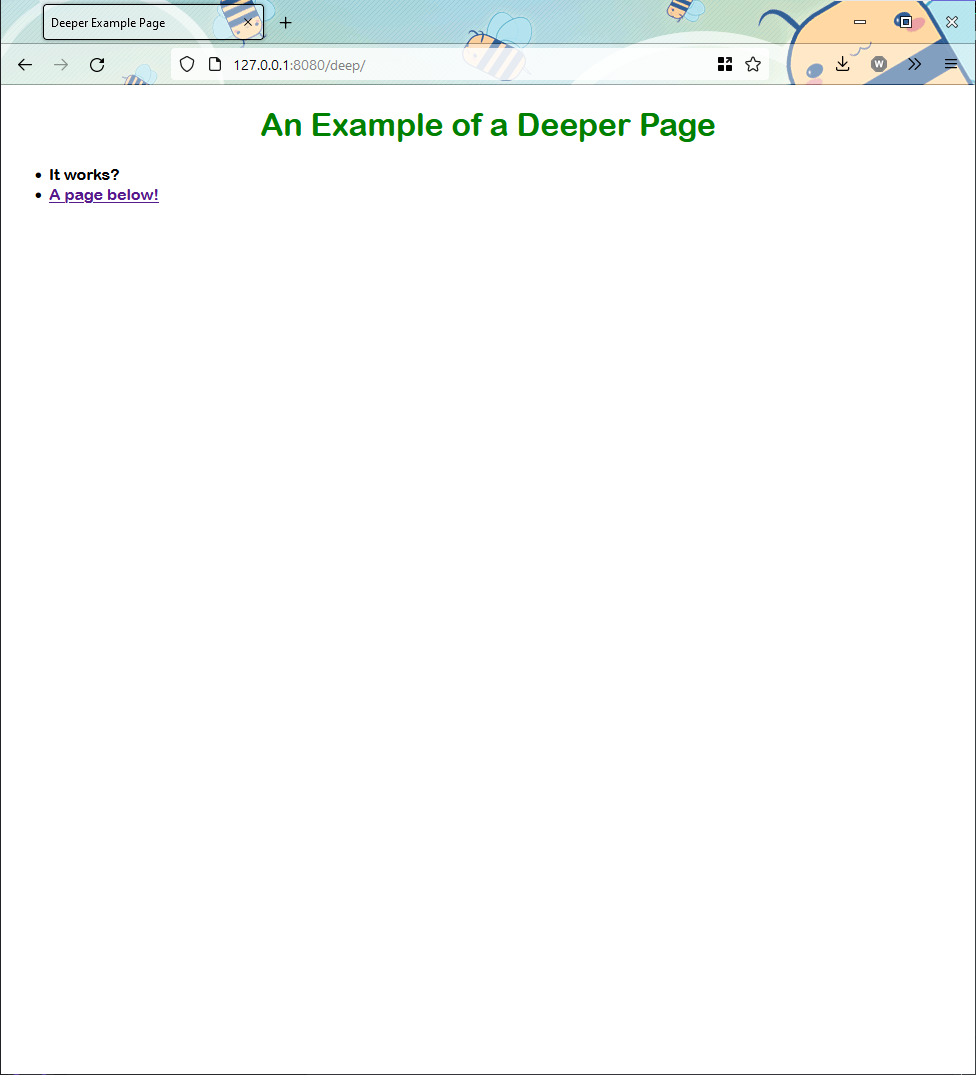 Deeper Example Page
127.0.0.1:8080/deep/
W
An Example of a Deeper Page
It works?
A page below!